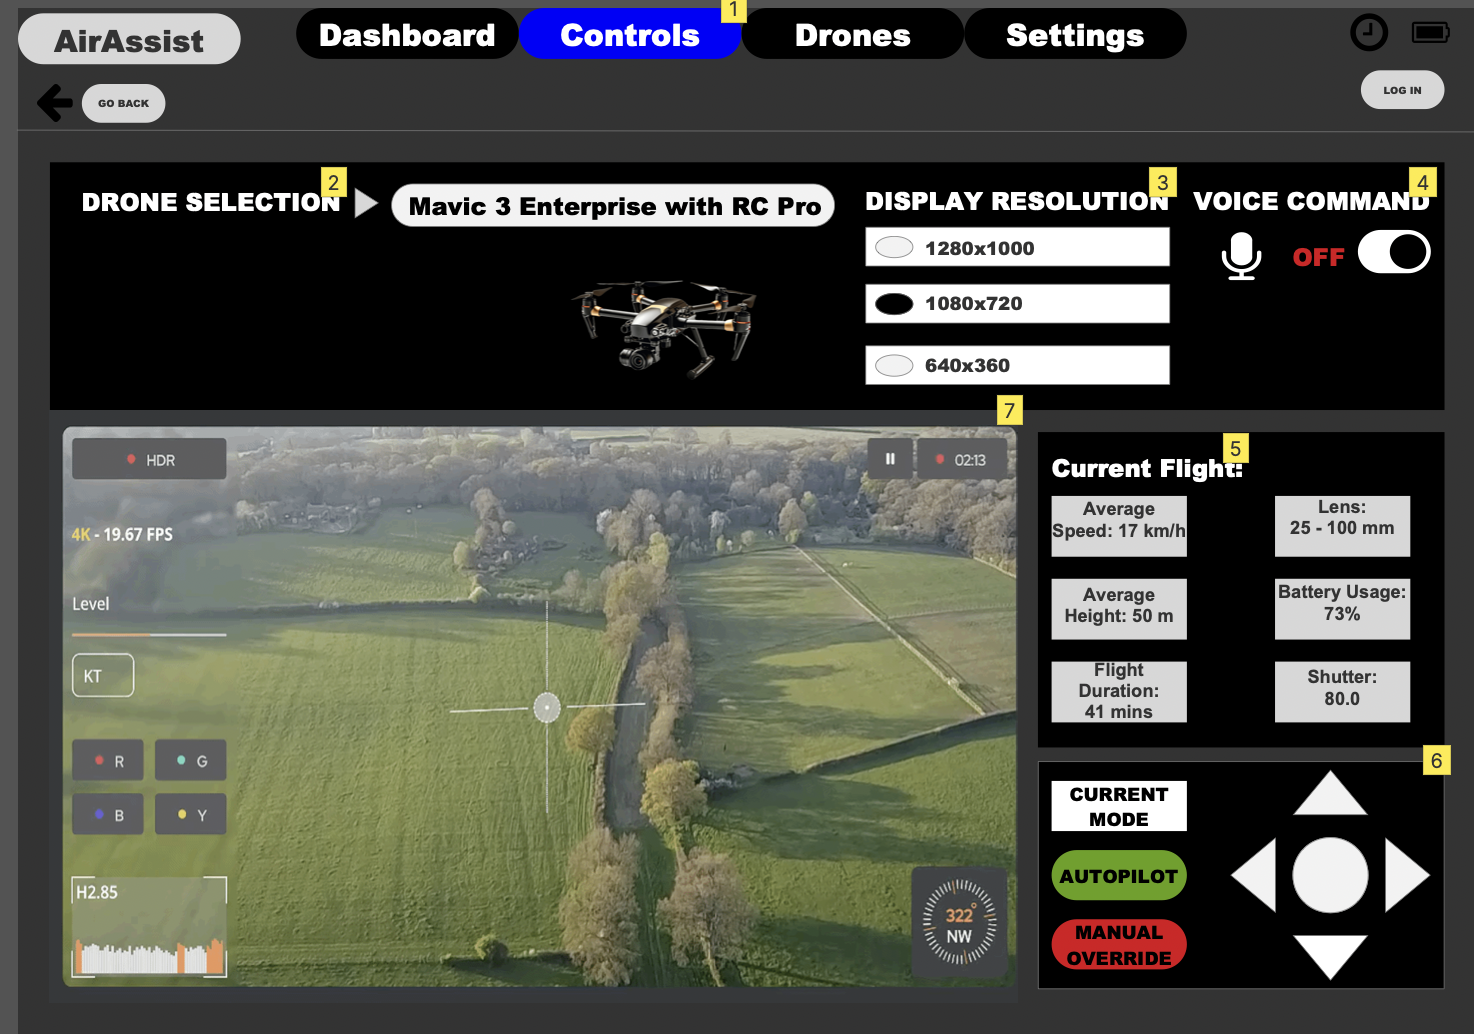 1
AirAssist
Dashboard
Controls
Drones
Settings
GO BACK
LOG IN
2
DRONE SELECTION
Mavic 3 Enterprise with RC Pro
3
DISPLAY RESOLUTION
1280x1000
1080x720
640x360
4
VOICE COMMAND
OFF
7
HDR
02:13
4K - 19.67 FPS
Level
KT
R
G
B
Y
H2.85
322°
NW
5
Current Flight:
Average
Speed: 17 km/h
Lens:
25 - 100 mm
Average
Height: 50 m
Battery Usage:
73%
Flight
Duration:
41 mins
Shutter:
80.0
6
CURRENT
MODE
AUTOPILOT
MANUAL
OVERRIDE